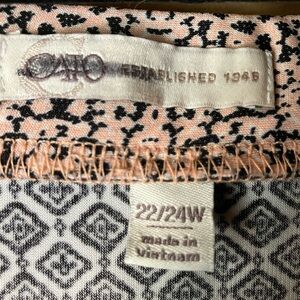 CATO ESTABLISHED 1946
22/24W
made in
Vietnam